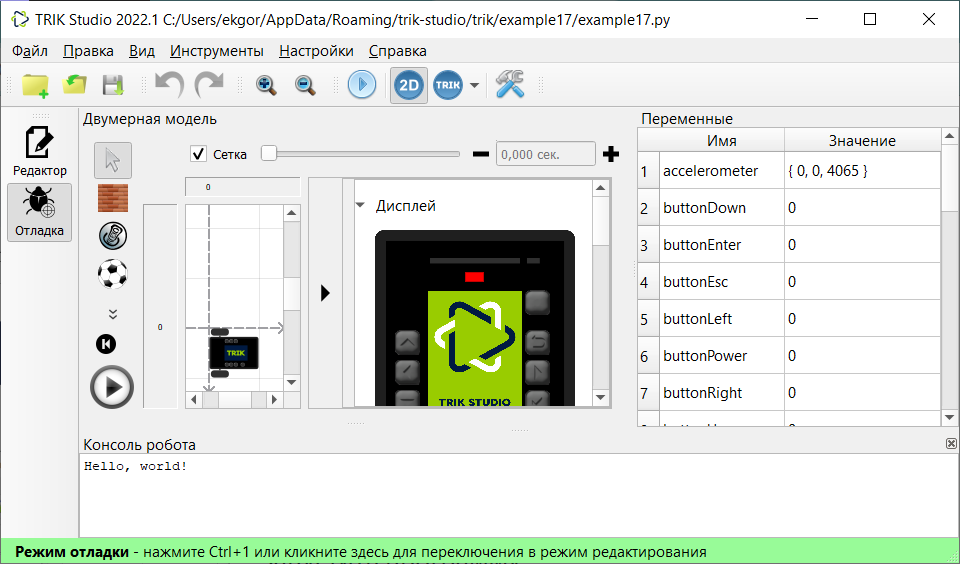 TRIK Studio 2022.1 C:/Users/ekgor/AppData/Roaming/trik-studio/trik/example17/example17.py
Файл Правка Вид Инструменты Настройки Справка
2D TRIK
Редактор
Отладка
Двумерная модель
Сетка
0,000 сек.
0
0
TRIK
Дисплей
TRIK STUDIO
Переменные
Имя Значение
1 accelerometer { 0, 0, 4065 }
2 buttonDown 0
3 buttonEnter 0
4 buttonEsc 0
5 buttonLeft 0
6 buttonPower 0
7 buttonRight 0
Консоль робота
Hello, world!
Режим отладки - нажмите Ctrl+1 или кликните здесь для переключения в режим редактирования